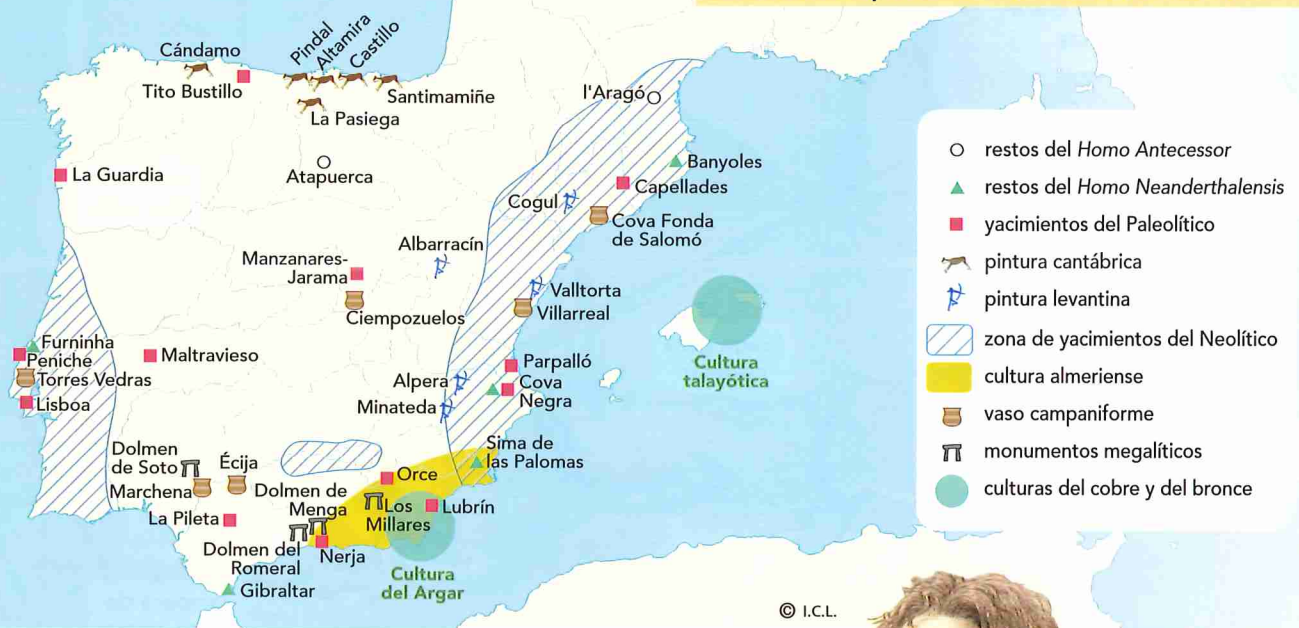 Cándamo
Pindal
Altamira
Castillo
Tito Bustillo
Santimamiñe
La Pasiega
l'Aragó
La Guardia
Atapuerca
Banyoles
Capellades
Cogul
Cova Fonda
de Salomó
Albarracín
Manzanares-
Jarama
Ciempozuelos
Valltorta
Villarreal
Furninha
Peniche
Torres Vedras
Lisboa
Maltravieso
Parpalló
Alpera
Cova
Negra
Minateda
Cultura
talayótica
Dolmen
de Soto
Écija
Marchena
Dolmen de
Menga
La Pileta
Dolmen del
Romeral
Nerja
Gibraltar
Orce
Los
Millares
Lubrín
Sima de
las Palomas
Cultura
del Argar
restos del Homo Antecessor
restos del Homo Neanderthalensis
yacimientos del Paleolítico
pintura cantábrica
pintura levantina
zona de yacimientos del Neolítico
cultura almeriense
vaso campaniforme
monumentos megalíticos
culturas del cobre y del bronce
© I.C.L.